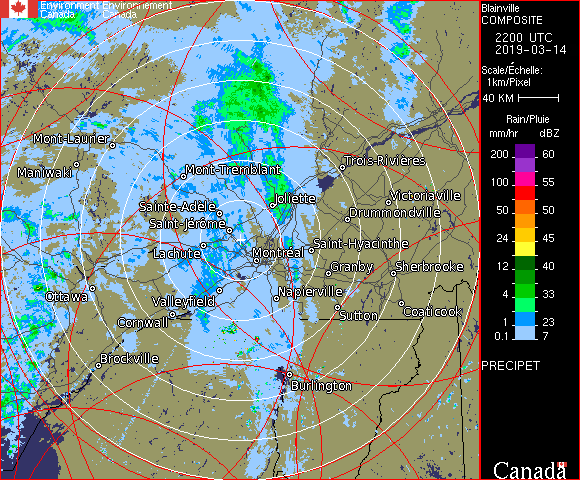 Environment Environnement
Canada Canada
Blainville
COMPOSITE
2200 UTC
2019-03-14
Scale/Échelle:
1km/Pixel
40 KM
Rain/Pluie
mm/hr dBZ
200 60
100 55
50 50
24 45
12 40
4 33
1 23
0.1 7
PRECIPET
Canada
Mont-Laurier
Maniwaki
Mont-Tremblant
Trois-Rivières
Sainte-Adele
Joliette
Victoriaville
Saint-Jérôme
Drummondville
Lachute
Montréal
Saint-Hyacinthe
Granby
Sherbrooke
Ottawa
Valleyfield
Napierville
Cornwall
Sutton
Coaticook
Brockville
Burlington